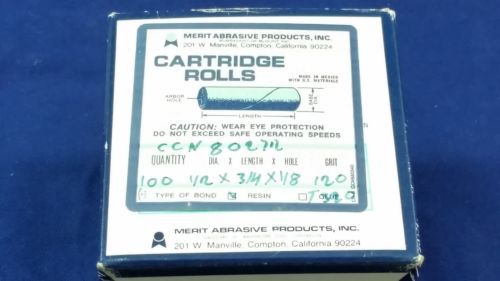 MERIT ABRASIVE PRODUCTS, INC.
201 W. Manville, Compton, California 90224
CARTRIDGE
ROLLS
MADE IN MEXICO
WITH U.S. MATERIALS
ARBOR
HOLE
DIA.
LENGTH
CAUTION: WEAR EYE PROTECTION
DO NOT EXCEED SAFE OPERATING SPEEDS
CCN 80272
QUANTITY DIA. X LENGTH X HOLE GRIT
100 1/2 X 3/4 X 1/8 120
TYPE OF BOND RESIN GLUE
MERIT ABRASIVE PRODUCTS, INC.
201 W. Manville, Compton, California 90224